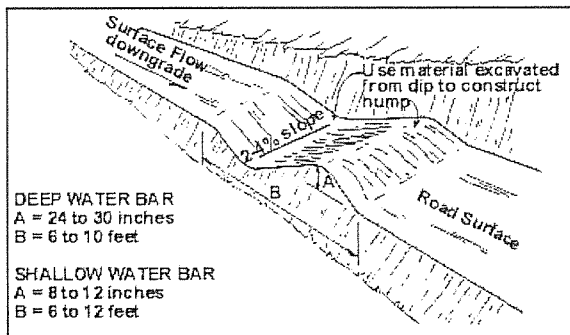 Surface Flow
downgrade
Use material excavated
from dip to construct
hump
2-4% slope
B
A
Road Surface
DEEP WATER BAR
A = 24 to 30 inches
B = 6 to 10 feet
SHALLOW WATER BAR
A = 8 to 12 inches
B = 6 to 12 feet